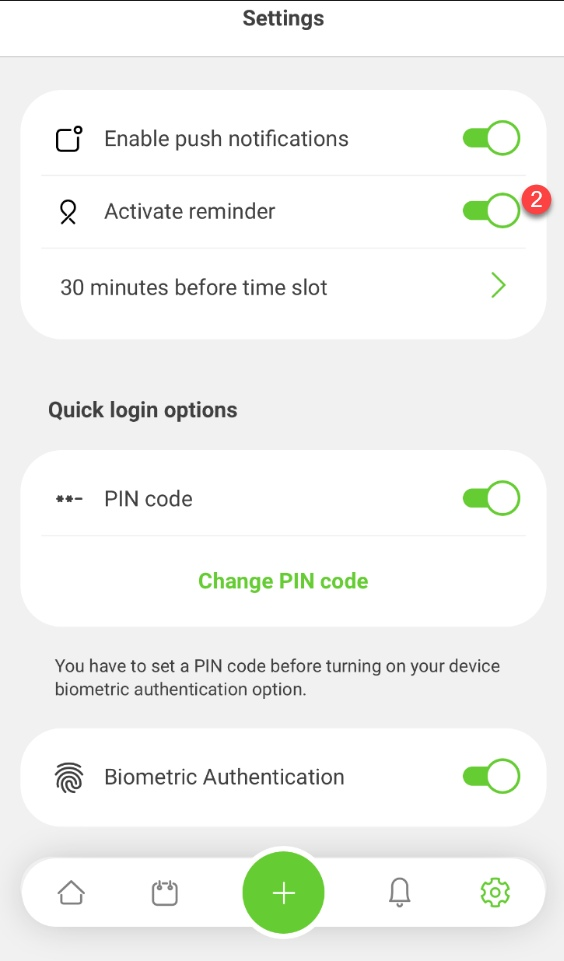 Settings
Enable push notifications
Activate reminder
2
30 minutes before time slot
Quick login options
**- PIN code
Change PIN code
You have to set a PIN code before turning on your device
biometric authentication option.
Biometric Authentication
+